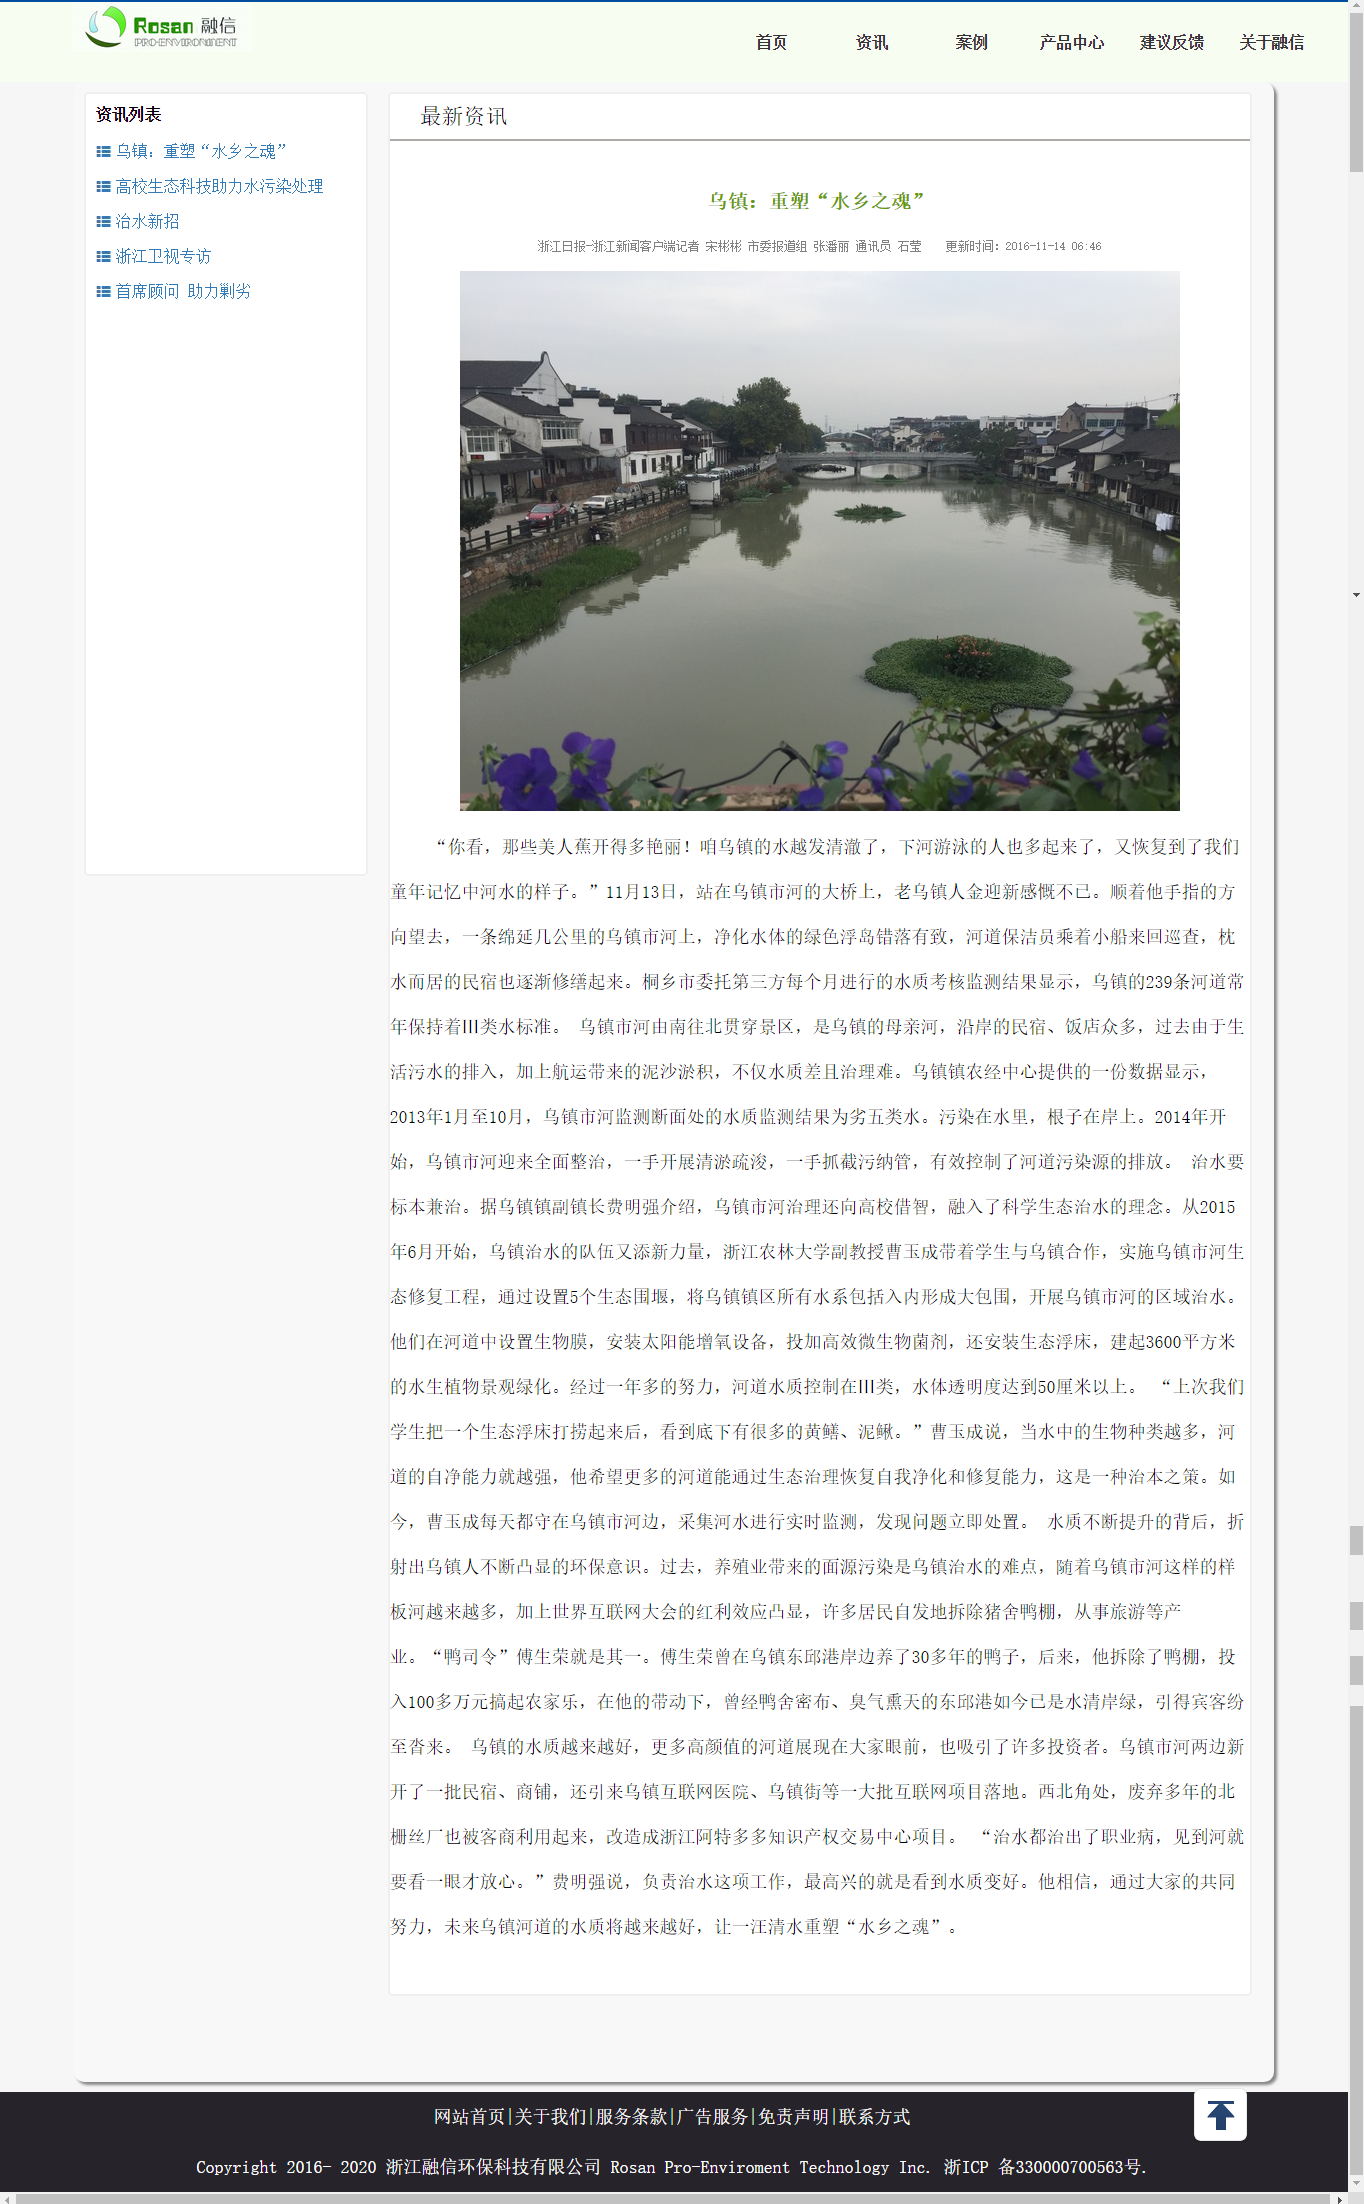 Rosan 融信
PRO-ENVIRONMENT
首页 资讯 案例 产品中心 建议反馈 关于融信
资讯列表
乌镇：重塑“水乡之魂”
高校生态科技助力水污染处理
治水新招
浙江卫视专访
首席顾问 助力剿劣
最新资讯
乌镇：重塑“水乡之魂”
浙江日报-浙江新闻客户端记者 宋彬彬 市委报道组 张潘丽 通讯员 石莹 更新时间：2016-11-14 06:46
“你看，那些美人蕉开得多艳丽！咱乌镇的水越发清澈了，下河游泳的人也多起来了，又恢复到了我们
童年记忆中河水的样子。”11月13日，站在乌镇市河的大桥上，老乌镇人金迎新感慨不已。顺着他手指的方
向望去，一条绵延几公里的乌镇市河上，净化水体的绿色浮岛错落有致，河道保洁员乘着小船来回巡查，枕
水而居的民宿也逐渐修缮起来。桐乡市委托第三方每个月进行的水质考核监测结果显示，乌镇的239条河道常
年保持着III类水标准。 乌镇市河由南往北贯穿景区，是乌镇的母亲河，沿岸的民宿、饭店众多，过去由于生
活污水的排入，加上航运带来的泥沙淤积，不仅水质差且治理难。乌镇镇农经中心提供的一份数据显示，
2013年1月至10月，乌镇市河监测断面处的水质监测结果为劣五类水。污染在水里，根子在岸上。2014年开
始，乌镇市河迎来全面整治，一手开展清淤疏浚，一手抓截污纳管，有效控制了河道污染源的排放。 治水要
标本兼治。据乌镇镇副镇长费明强介绍，乌镇市河治理还向高校借智，融入了科学生态治水的理念。从2015
年6月开始，乌镇治水的队伍又添新力量，浙江农林大学副教授曹玉成带着学生与乌镇合作，实施乌镇市河生
态修复工程，通过设置5个生态围堰，将乌镇镇区所有水系包括入内形成大包围，开展乌镇市河的区域治水。
他们在河道中设置生物膜，安装太阳能增氧设备，投加高效微生物菌剂，还安装生态浮床，建起3600平方米
的水生植物景观绿化。经过一年多的努力，河道水质控制在III类，水体透明度达到50厘米以上。 “上次我们
学生把一个生态浮床打捞起来后，看到底下有很多的黄鳝、泥鳅。”曹玉成说，当水中的生物种类越多，河
道的自净能力就越强，他希望更多的河道能通过生态治理恢复自我净化和修复能力，这是一种治本之策。如
今，曹玉成每天都守在乌镇市河边，采集河水进行实时监测，发现问题立即处置。 水质不断提升的背后，折
射出乌镇人不断凸显的环保意识。过去，养殖业带来的面源污染是乌镇治水的难点，随着乌镇市河这样的样
板河越来越多，加上世界互联网大会的红利效应凸显，许多居民自发地拆除猪舍鸭棚，从事旅游等产
业。“鸭司令”傅生荣就是其一。傅生荣曾在乌镇东邱港岸边养了30多年的鸭子，后来，他拆除了鸭棚，投
入100多万元搞起农家乐，在他的带动下，曾经鸭舍密布、臭气熏天的东邱港如今已是水清岸绿，引得宾客纷
至沓来。 乌镇的水质越来越好，更多高颜值的河道展现在大家眼前，也吸引了许多投资者。乌镇市河两边新
开了一批民宿、商铺，还引来乌镇互联网医院、乌镇街等一大批互联网项目落地。西北角处，废弃多年的北
栅丝厂也被客商利用起来，改造成浙江阿特多多知识产权交易中心项目。 “治水都治出了职业病，见到河就
要看一眼才放心。”费明强说，负责治水这项工作，最高兴的就是看到水质变好。他相信，通过大家的共同
努力，未来乌镇河道的水质将越来越好，让一汪清水重塑“水乡之魂”。
网站首页|关于我们|服务条款|广告服务|免责声明|联系方式
Copyright 2016- 2020 浙江融信环保科技有限公司 Rosan Pro-Enviroment Technology Inc. 浙ICP 备330000700563号.